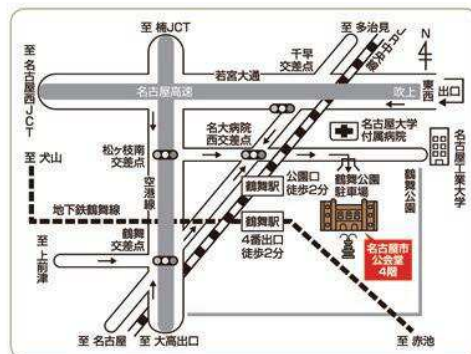 至 楠JCT
至 多治見
JR中央線
N
4
千早
交差点
至 名古屋西JCT
若宮大通
名古屋高速
吹上
東西
出口
名大病院
西交差点
名古屋大学
付属病院
名古屋工業大学
松ヶ枝南
交差点
至 犬山
空港線
公園口
徒歩2分
鶴舞駅
鶴舞公園
駐車場
鶴舞公園
地下鉄鶴舞線
鶴舞駅
4番出口
徒歩2分
鶴舞
交差点
至 上前津
名古屋市
公会堂
4階
至 名古屋
至 大高出口
至 赤池